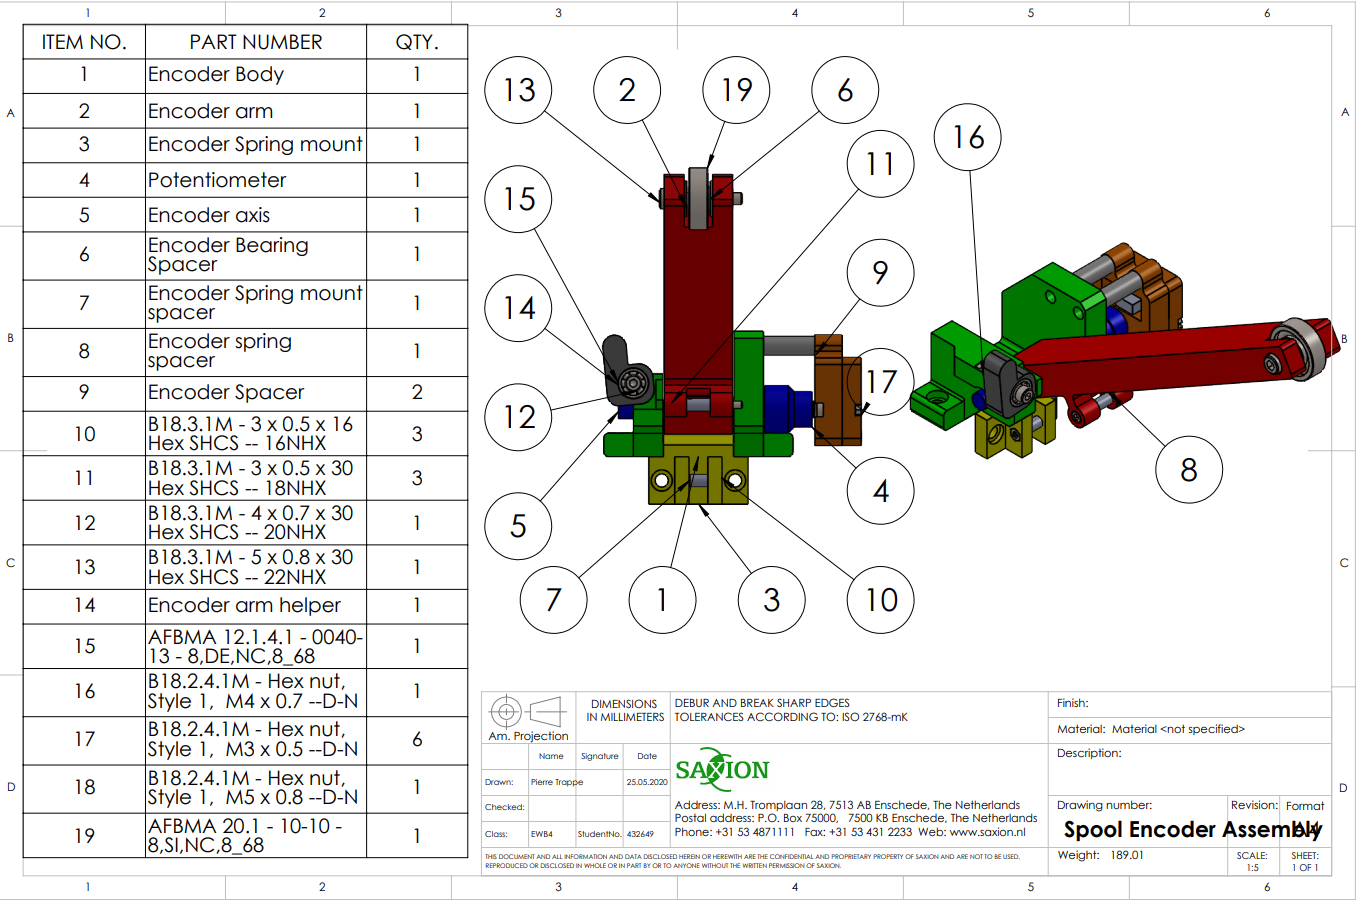 1 2 3 4 5 6
A
B
C
D
ITEM NO. PART NUMBER QTY.
1 Encoder Body 1
2 Encoder arm 1
3 Encoder Spring mount 1
4 Potentiometer 1
5 Encoder axis 1
6 Encoder Bearing
Spacer 1
7 Encoder Spring mount
spacer 1
8 Encoder spring
spacer 1
9 Encoder Spacer 2
10 B18.3.1M - 3 x 0.5 x 16
Hex SHCS -- 16NHX 3
11 B18.3.1M - 3 x 0.5 x 30
Hex SHCS -- 18NHX 3
12 B18.3.1M - 4 x 0.7 x 30
Hex SHCS -- 20NHX 1
13 B18.3.1M - 5 x 0.8 x 30
Hex SHCS -- 22NHX 1
14 Encoder arm helper 1
15 AFBMA 12.1.4.1 - 0040-
13 - 8,DE,NC,8_68 1
16 B18.2.4.1M - Hex nut,
Style 1, M4 x 0.7 --D-N 1
17 B18.2.4.1M - Hex nut,
Style 1, M3 x 0.5 --D-N 6
18 B18.2.4.1M - Hex nut,
Style 1, M5 x 0.8 --D-N 1
19 AFBMA 20.1 - 10-10 -
8,SI,NC,8_68 1
13 2 19 6
11
16
15
9
14
17
12
8
4
5
7 1 3 10
A
B
C
D
Am. Projection
DIMENSIONS
IN MILLIMETERS
DEBUR AND BREAK SHARP EDGES
TOLERANCES ACCORDING TO: ISO 2768-mK
Finish:
Material: Material <not specified>
Description:
Name Signature Date
Drawn: Pierre Trappe 25.05.2020
Checked:
Class: EWB4 StudentNo. 432649
SAXION
Address: M.H. Tromplaan 28, 7513 AB Enschede, The Netherlands
Postal address: P.O. Box 75000, 7500 KB Enschede, The Netherlands
Phone: +31 53 4871111 Fax: +31 53 431 2233 Web: www.saxion.nl
Drawing number: Revision: Format
Spool Encoder Assembly
Weight: 189.01
SCALE:
1:5
SHEET:
1 OF 1
THIS DOCUMENT AND ALL INFORMATION AND DATA DISCLOSED HEREIN OR HEREWITH ARE THE CONFIDENTIAL AND PROPRIETARY PROPERTY OF SAXION AND ARE NOT TO BE USED,
REPRODUCED OR DISCLOSED IN WHOLE OR IN PART BY OR TO ANYONE WITHOUT THE WRITTEN PERMISSION OF SAXION.
1 2 3 4 5 6